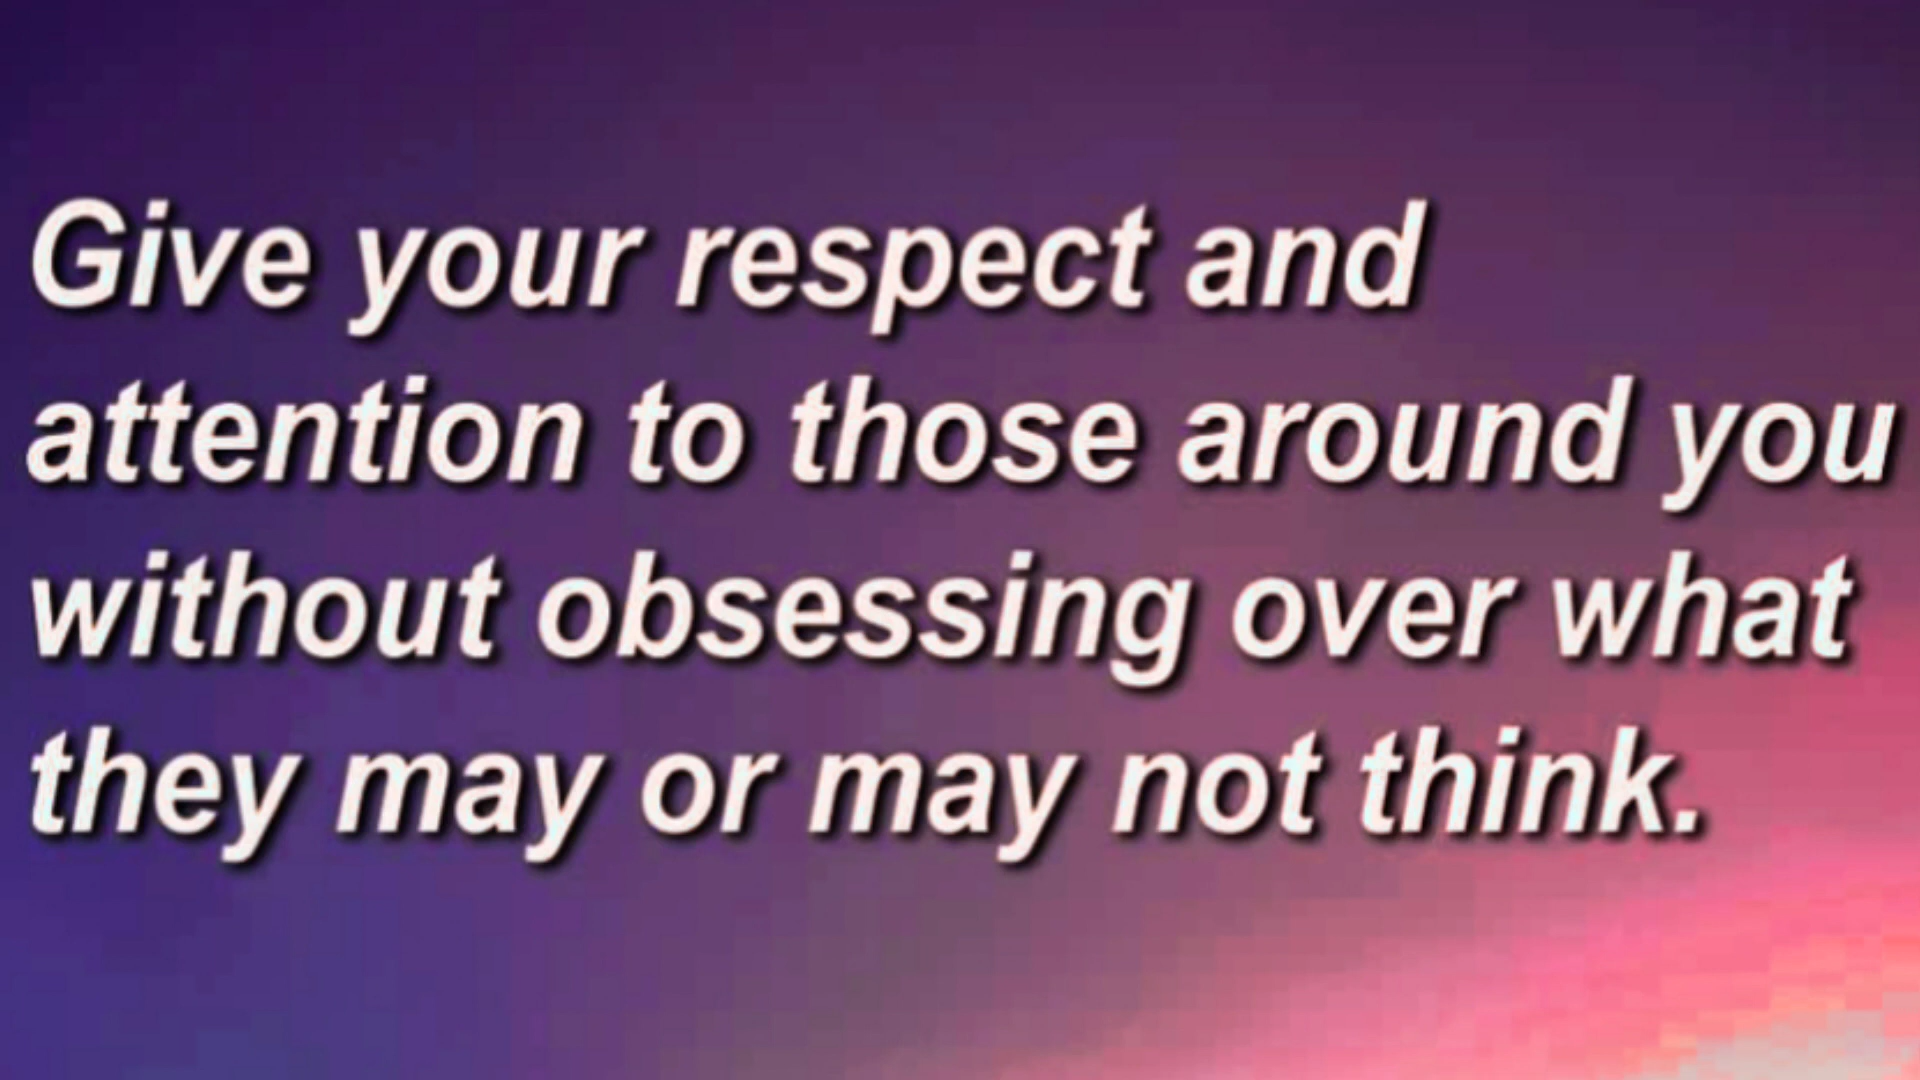 Give your respect and
attention to those around you
without obsessing over what
they may or may not think.